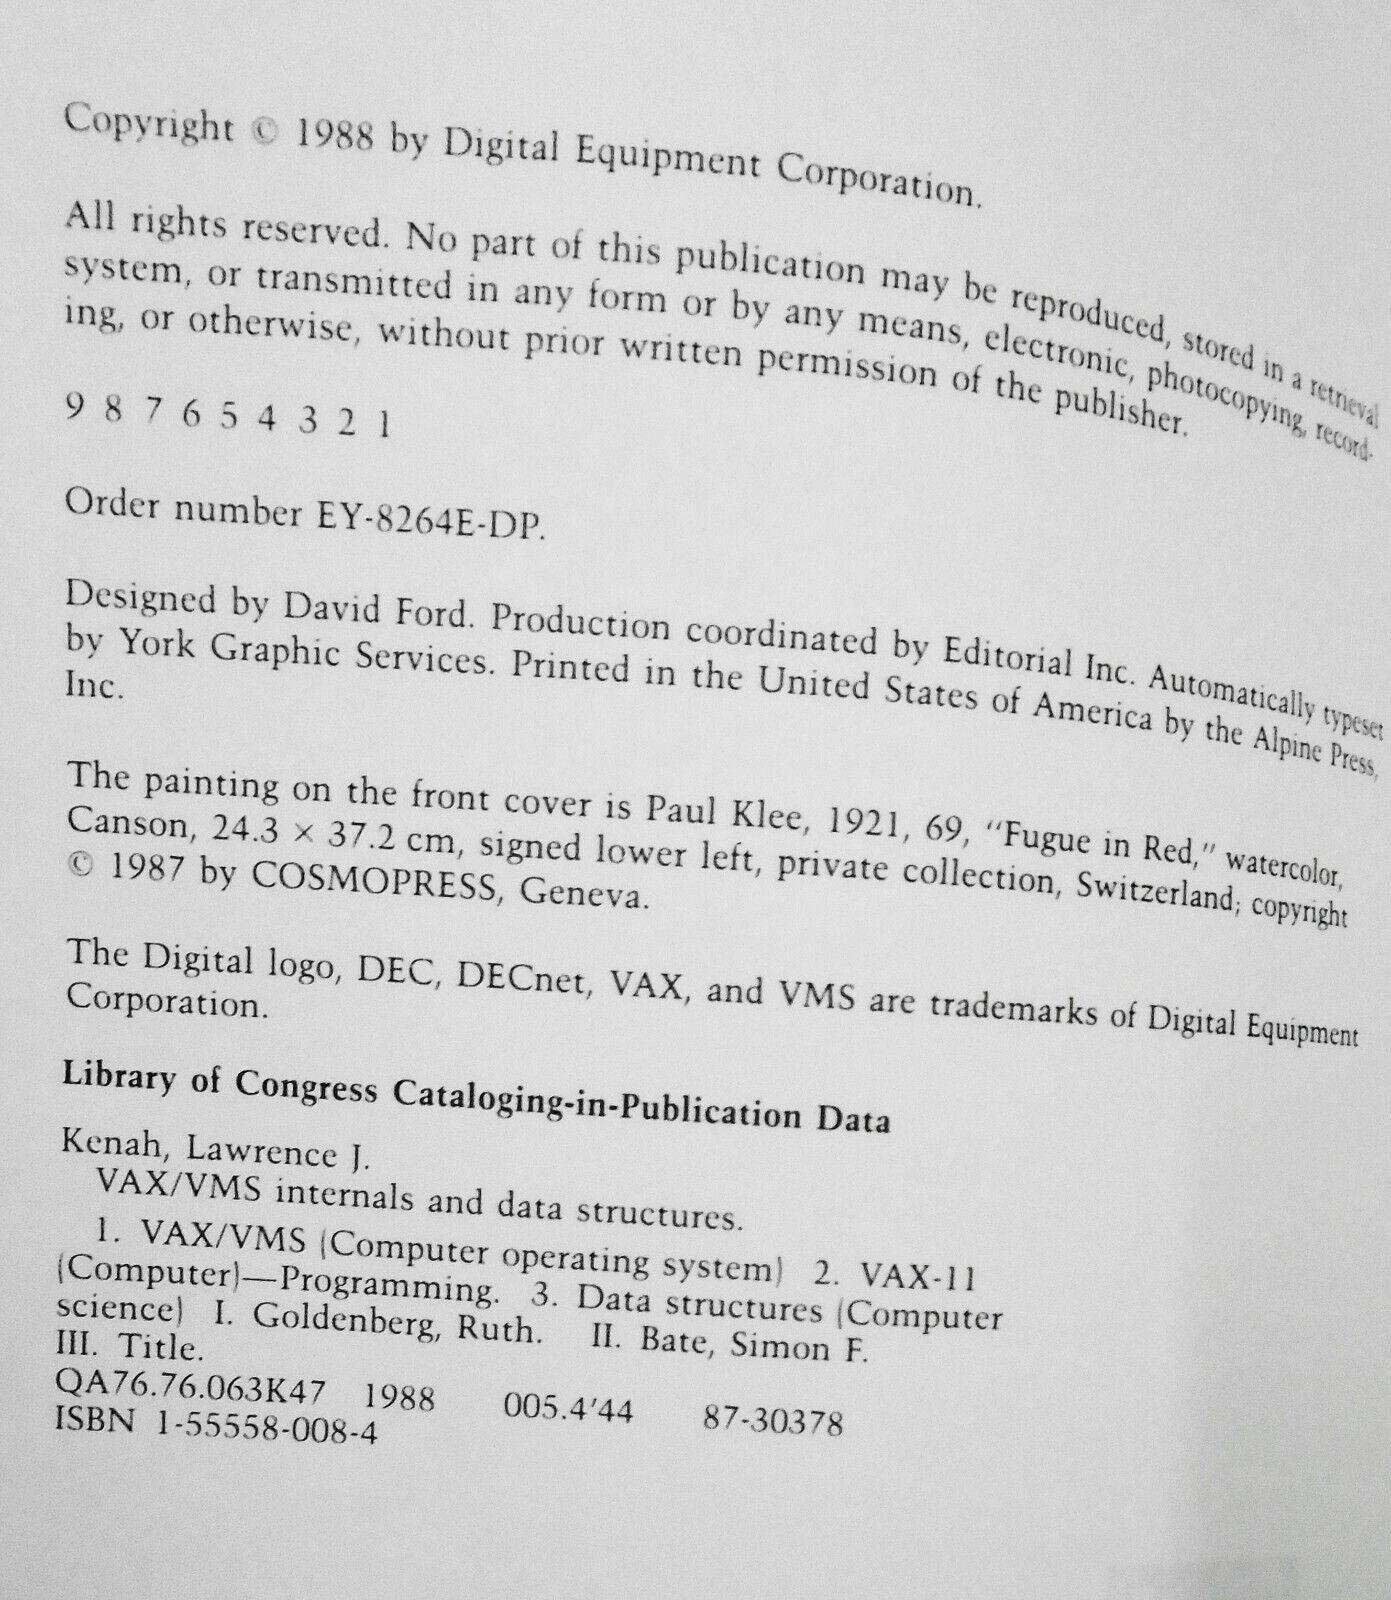 Copyright © 1988 by Digital Equipment Corporation.
All rights reserved. No part of this publication may be reproduced, stored in a retrieval
system, or transmitted in any form or by any means, electronic, photocopying, record-
ing, or otherwise, without prior written permission of the publisher.
9 8 7 6 5 4 3 2 1
Order number EY-8264E-DP.
Designed by David Ford. Production coordinated by Editorial Inc. Automatically typeset
by York Graphic Services. Printed in the United States of America by the Alpine Press,
Inc.
The painting on the front cover is Paul Klee, 1921, 69, "Fugue in Red," watercolor,
Canson, 24.3 × 37.2 cm, signed lower left, private collection, Switzerland; copyright
© 1987 by COSMOPRESS, Geneva.
The Digital logo, DEC, DECnet, VAX, and VMS are trademarks of Digital Equipment
Corporation.
Library of Congress Cataloging-in-Publication Data
Kenah, Lawrence J.
VAX/VMS internals and data structures.
1. VAX/VMS (Computer operating system) 2. VAX-11
(Computer)—Programming. 3. Data structures (Computer
science) I. Goldenberg, Ruth. II. Bate, Simon F.
III. Title.
QA76.76.063K47 1988 005.4'44 87-30378
ISBN 1-55558-008-4